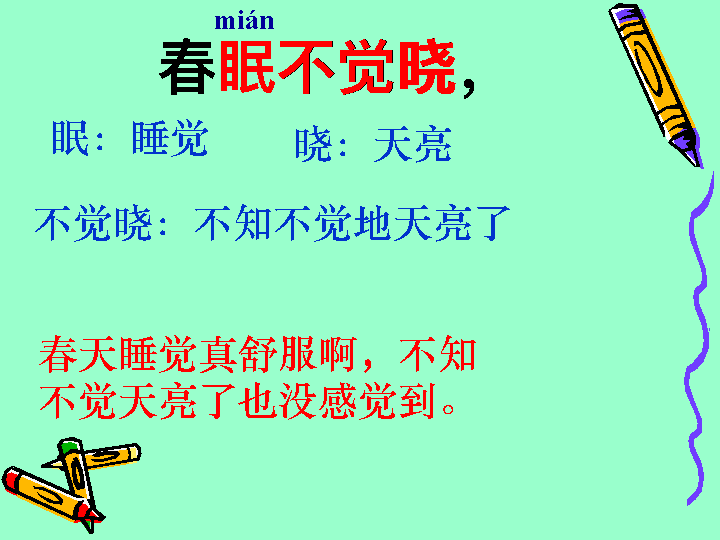 mián
春眠不觉晓，
眠：睡觉 晓：天亮
不觉晓：不知不觉地天亮了
春天睡觉真舒服啊，不知
不觉天亮了也没感觉到。